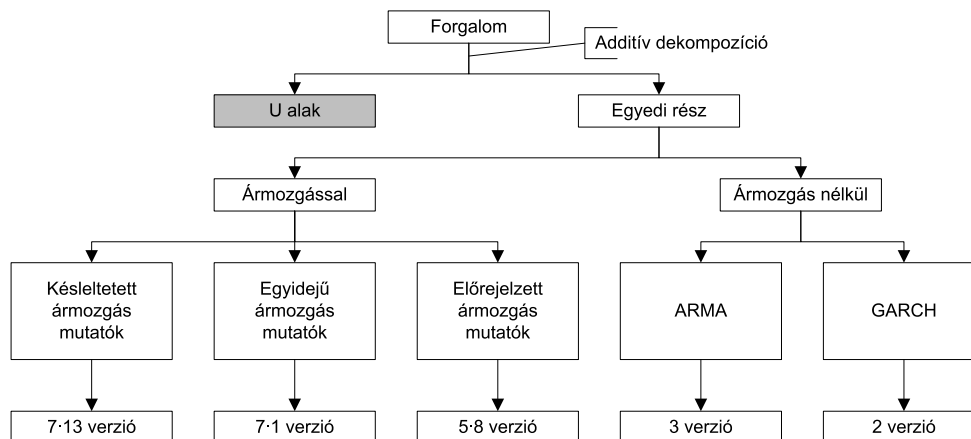 Forgalom
Additív dekompozíció
U alak
Egyedi rész
Ármozgással
Ármozgás nélkül
Késleltetett
ármozgás
mutatók
Egyidejű
ármozgás
mutatók
Előrejelzett
ármozgás
mutatók
ARMA
GARCH
7·13 verzió
7·1 verzió
5·8 verzió
3 verzió
2 verzió